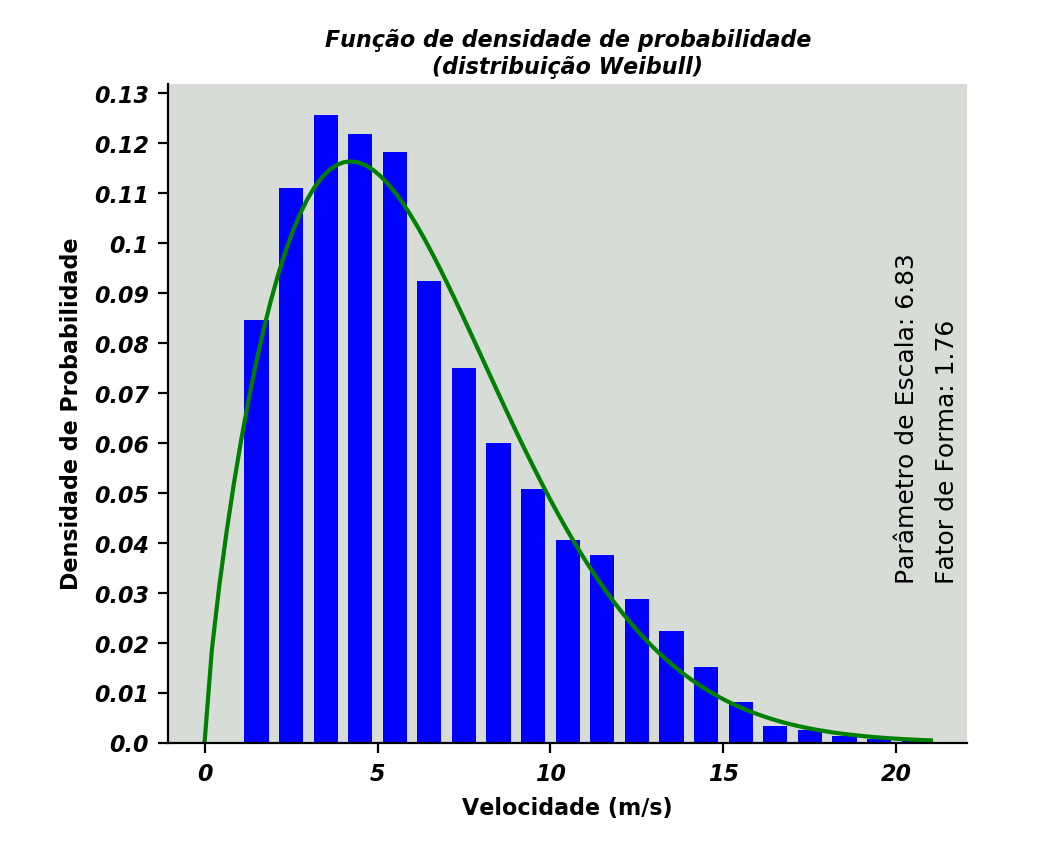 Função de densidade de probabilidade
(distribuição Weibull)
Densidade de Probabilidade
0.13
0.12
0.11
0.1
0.09
0.08
0.07
0.06
0.05
0.04
0.03
0.02
0.01
0.0
Parâmetro de Escala: 6.83
Fator de Forma: 1.76
0 5 10 15 20
Velocidade (m/s)